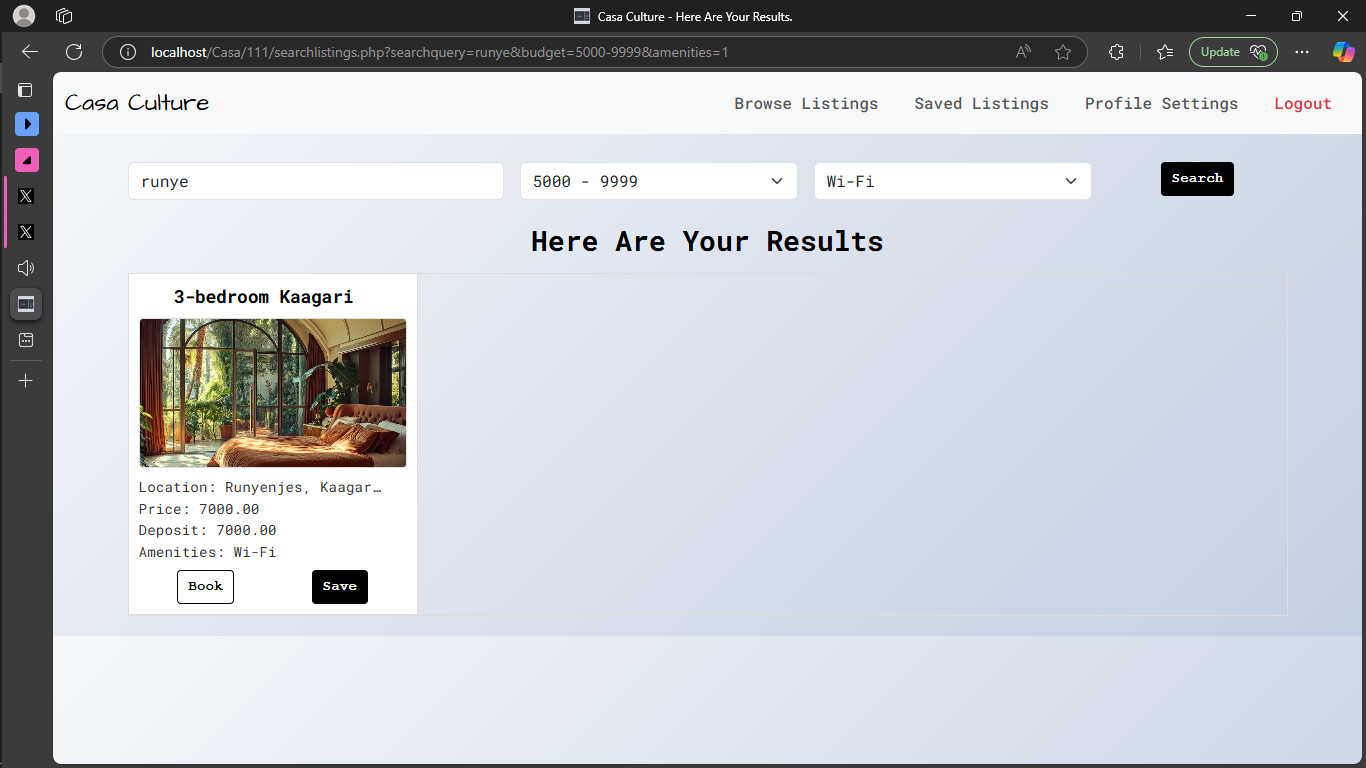 Casa Culture - Here Are Your Results.
localhost/Casa/111/searchlistings.php?searchquery=runye&budget=5000-9999&amenities=1
Update
Casa Culture
Browse Listings
Saved Listings
Profile Settings
Logout
runye
5000 - 9999
Wi-Fi
Search
Here Are Your Results
3-bedroom Kaagari
Location: Runyenjes, Kaagar…
Price: 7000.00
Deposit: 7000.00
Amenities: Wi-Fi
Book
Save